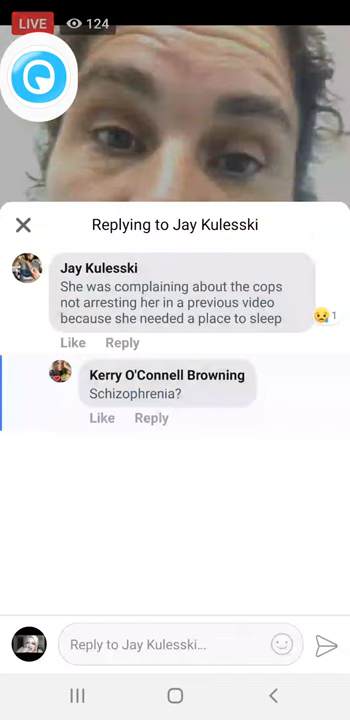 LIVE 124
Replying to Jay Kulesski
Jay Kulesski
She was complaining about the cops
not arresting her in a previous video
because she needed a place to sleep
1
Like Reply
Kerry O'Connell Browning
Schizophrenia?
Like Reply
Reply to Jay Kulesski...